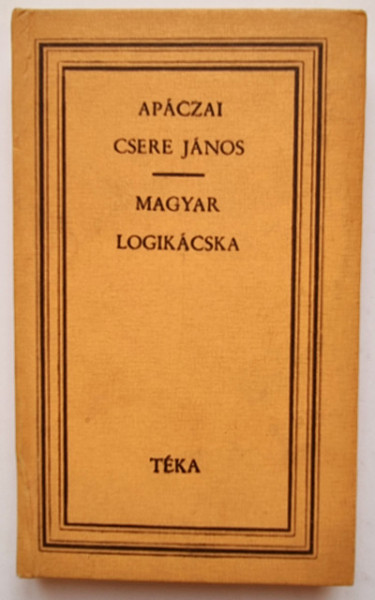 APÁCZAI
CSERE JÁNOS
MAGYAR
LOGIKÁCSKA
TÉKA